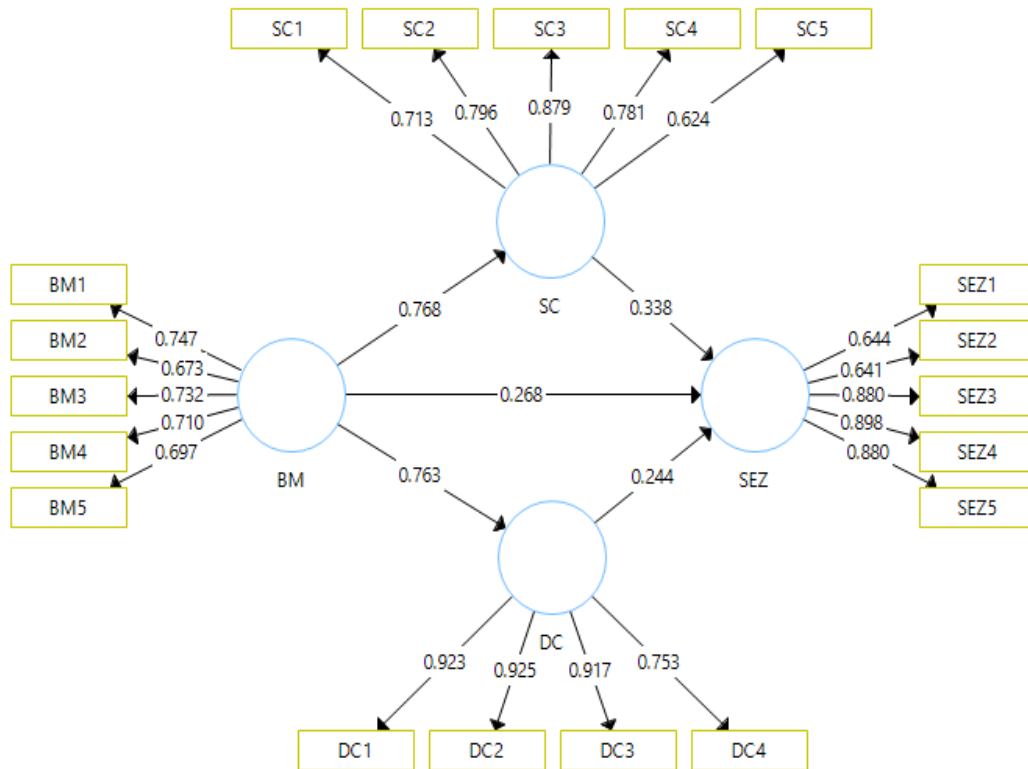 SC1 SC2 SC3 SC4 SC5
0.713 0.796 0.879 0.781 0.624
SC
BM1
BM2
BM3
BM4
BM5
0.747
0.673
0.732
0.710
0.697
BM
0.768
0.268
0.763
0.338
0.244
SEZ
0.644
0.641
0.880
0.898
0.880
SEZ1
SEZ2
SEZ3
SEZ4
SEZ5
DC
0.923 0.925 0.917 0.753
DC1 DC2 DC3 DC4